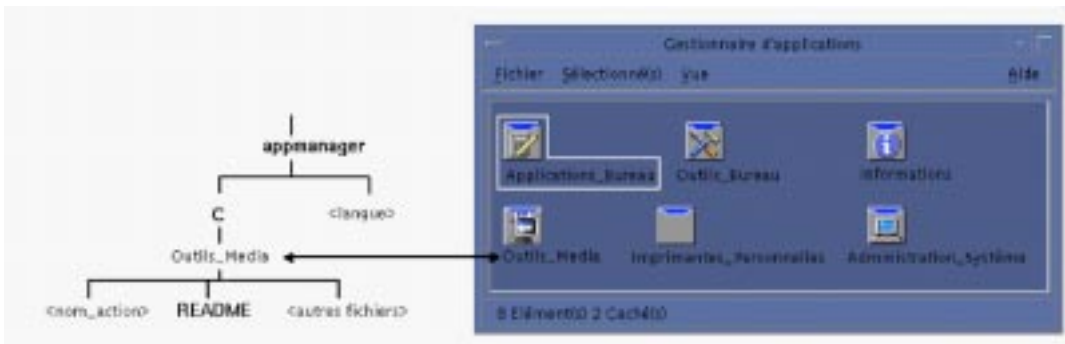 appmanager
C
<langue>
Outils_Media
<nom_action>
README
<autres fichiers>
Gestionnaire d'applications
Fichier Sélectionné(s) Vue Aide
Applications_Bureau Outils_Bureau Informations
Outils_Media Imprimantes_Personnelles Administration_Système
8 Elément(s) 2 Caché(s)